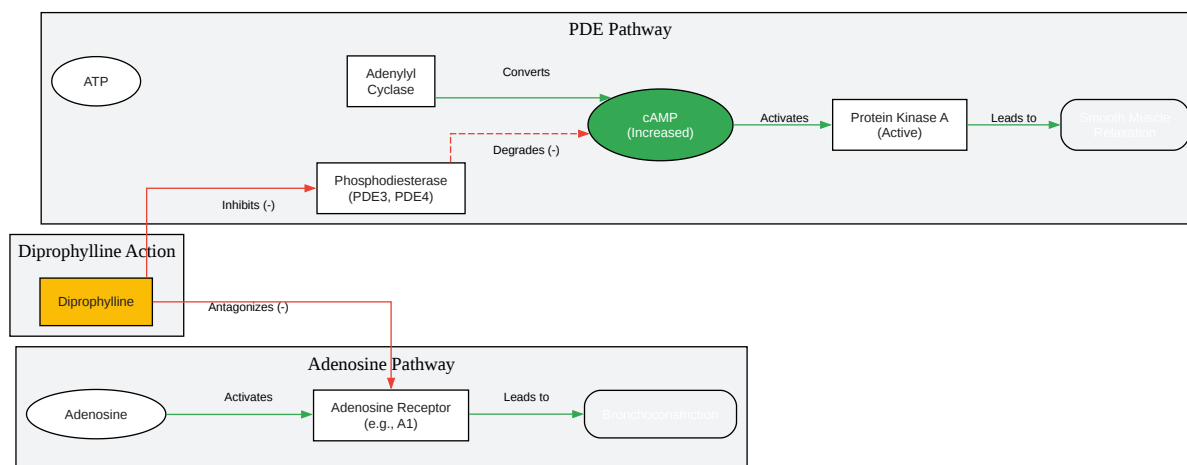 PDE Pathway
ATP
Adenylyl
Cyclase
Converts
cAMP
(Increased)
Activates
Protein Kinase A
(Active)
Leads to
Smooth Muscle
Relaxation
Degrades (-)
Phosphodiesterase
(PDE3, PDE4)
Inhibits (-)
Diprophylline Action
Diprophylline
Antagonizes (-)
Adenosine Pathway
Adenosine
Activates
Adenosine Receptor
(e.g., A1)
Leads to
Bronchoconstriction